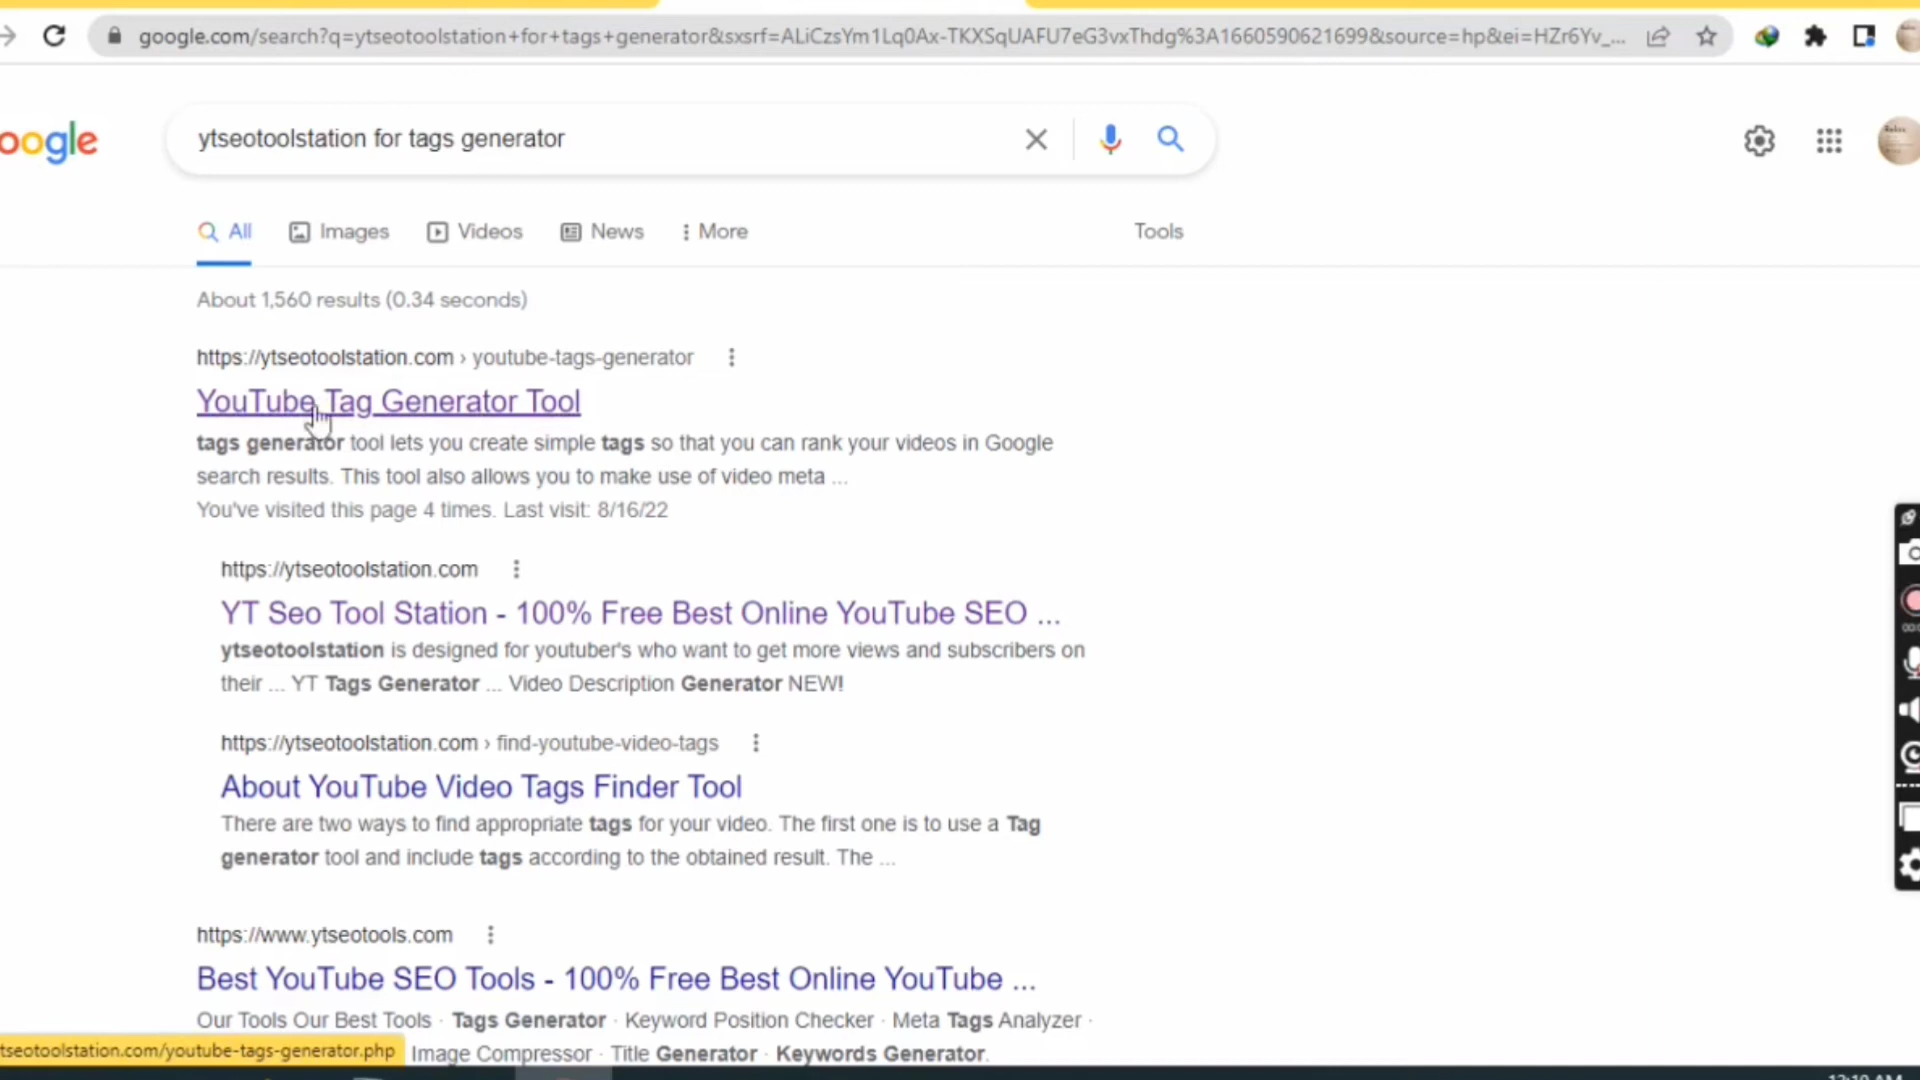 google.com/search?q=ytseotoolstation+for+tags+generator&sxsrf=ALiCzsYm1Lq0Ax-TKXSqUAFU7eG3vxThdg%3A1660590621699&source=hp&ei=HZr6Yv_...
oogle
ytseotoolstation for tags generator
All Images Videos News More Tools
About 1,560 results (0.34 seconds)
https://ytseotoolstation.com › youtube-tags-generator
YouTube Tag Generator Tool
tags generator tool lets you create simple tags so that you can rank your videos in Google
search results. This tool also allows you to make use of video meta ...
You've visited this page 4 times. Last visit: 8/16/22
https://ytseotoolstation.com
YT Seo Tool Station - 100% Free Best Online YouTube SEO ...
ytseotoolstation is designed for youtuber's who want to get more views and subscribers on
their ... YT Tags Generator ... Video Description Generator NEW!
https://ytseotoolstation.com › find-youtube-video-tags
About YouTube Video Tags Finder Tool
There are two ways to find appropriate tags for your video. The first one is to use a Tag
generator tool and include tags according to the obtained result. The ...
https://www.ytseotools.com
Best YouTube SEO Tools - 100% Free Best Online YouTube ...
Our Tools Our Best Tools · Tags Generator · Keyword Position Checker · Meta Tags Analyzer ·
Image Compressor · Title Generator · Keywords Generator.
tseotoolstation.com/youtube-tags-generator.php